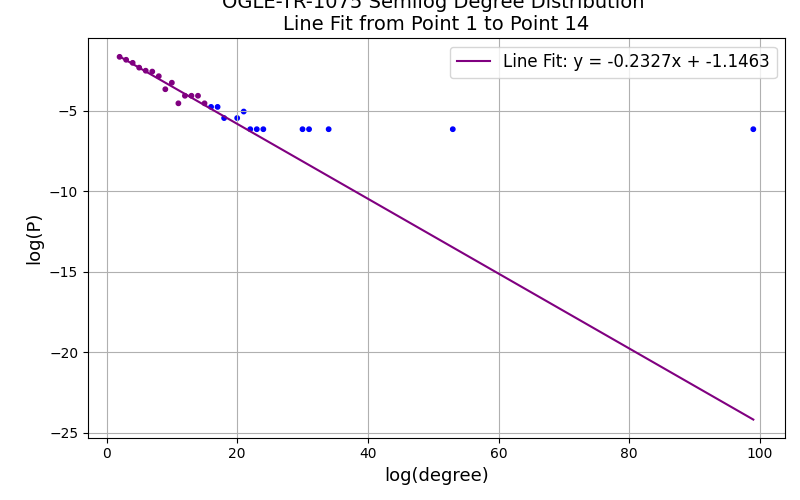 OGLE-TR-1075 Semilog Degree Distribution
Line Fit from Point 1 to Point 14
Line Fit: y = -0.2327x + -1.1463
log(P)
−5
−10
−15
−20
−25
0 20 40 60 80 100
log(degree)